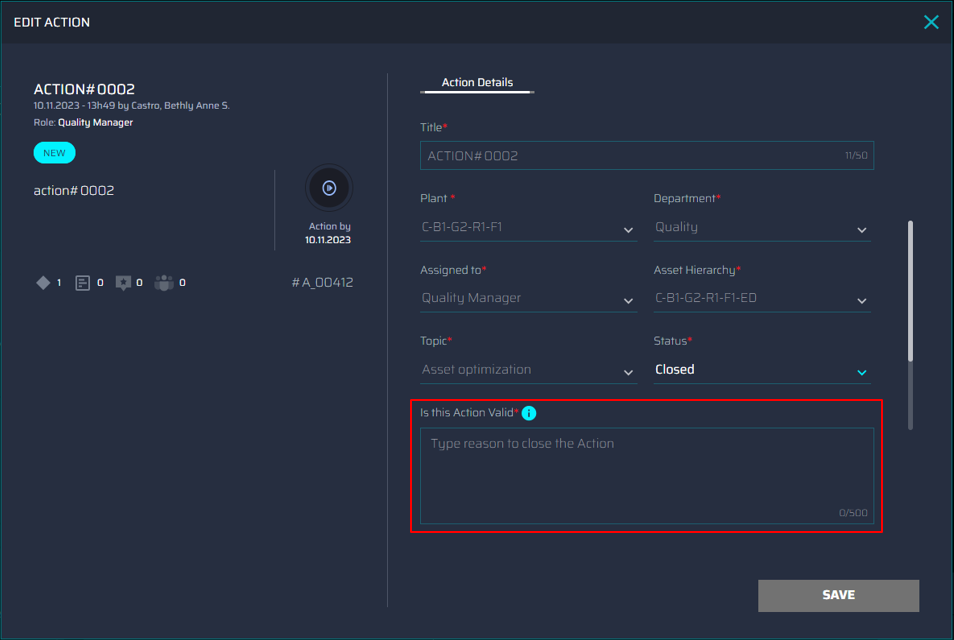 EDIT ACTION
ACTION#0002
10.11.2023 - 13h49 by Castro, Bethly Anne S.
Role: Quality Manager
NEW
action#0002
Action by
10.11.2023
1 0 0 0 #A_00412
Action Details
Title*
ACTION#0002 11/50
Plant * Department*
C-B1-G2-R1-F1 Quality
Assigned to* Asset Hierarchy*
Quality Manager C-B1-G2-R1-F1-ED
Topic* Status*
Asset optimization Closed
Is this Action Valid* i
Type reason to close the Action
0/500
SAVE